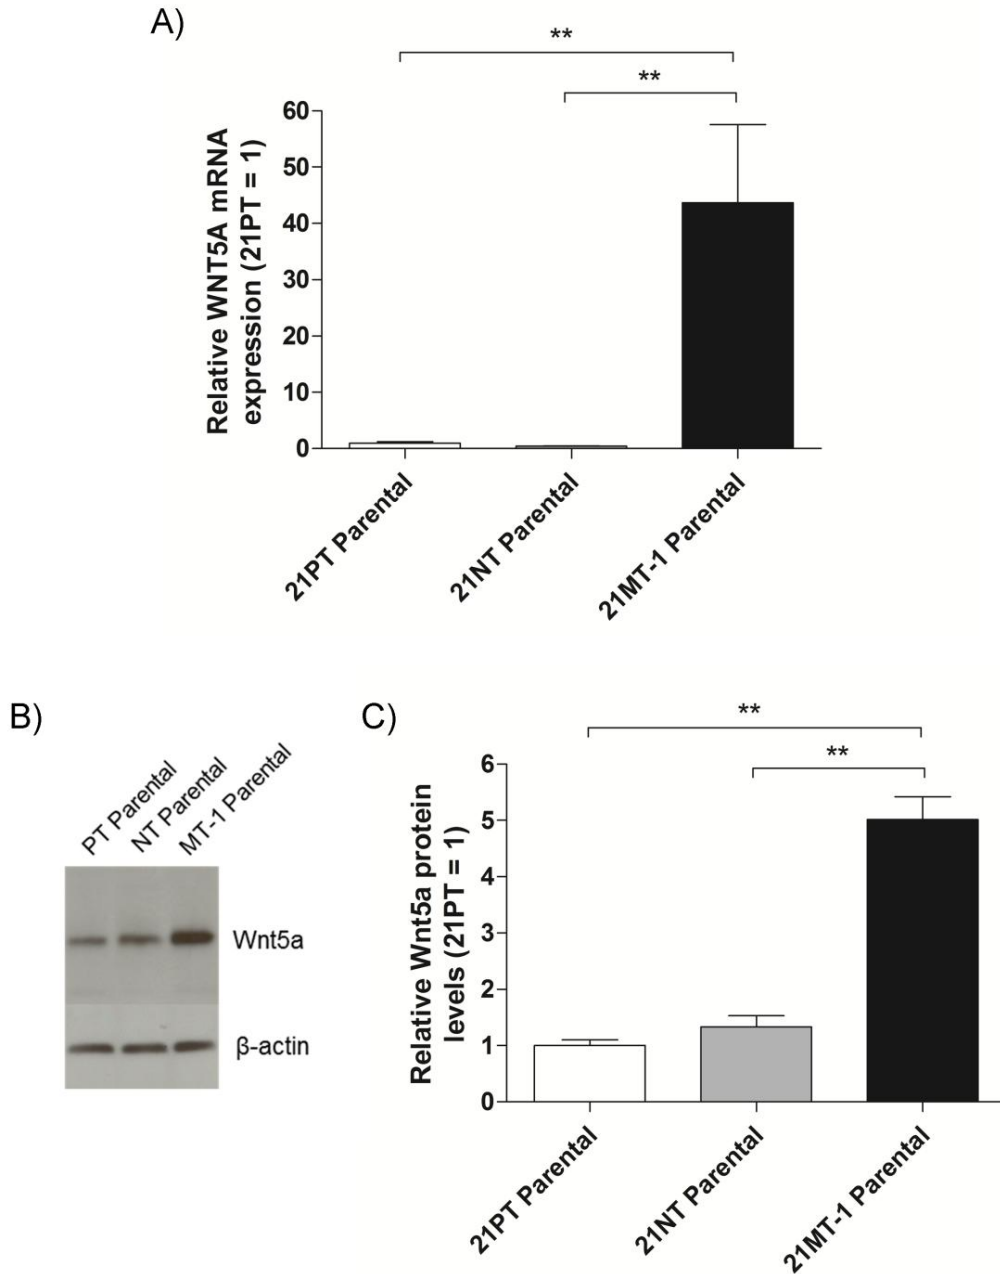 A)
**
**
Relative WNT5A mRNA
expression (21PT = 1)
60
50
40
30
20
10
0
21PT Parental
21NT Parental
21MT-1 Parental
B)
PT Parental
NT Parental
MT-1 Parental
Wnt5a
β-actin
C)
**
**
Relative Wnt5a protein
levels (21PT = 1)
6
5
4
3
2
1
0
21PT Parental
21NT Parental
21MT-1 Parental